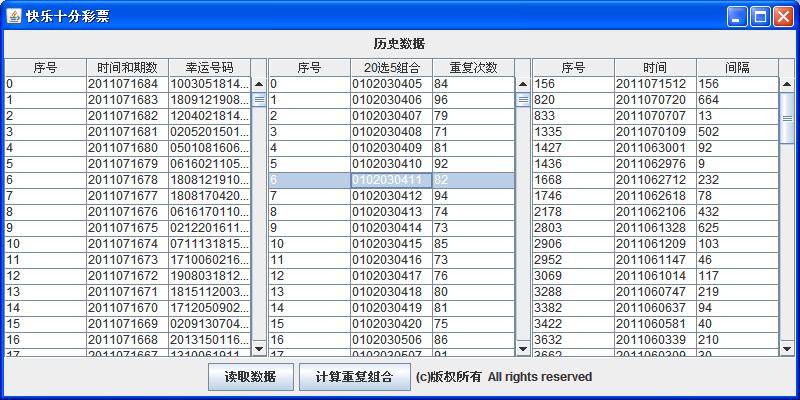 快乐十分彩票
历史数据
序号 时间和期数 幸运号码 序号 20选5组合 重复次数 序号 时间 间隔
0 2011071684 1003051814... 0 0102030405 84 156 2011071512 156
1 2011071683 1809121908... 1 0102030406 96 820 2011070720 664
2 2011071682 1204021814... 2 0102030407 79 833 2011070707 13
3 2011071681 0205201501... 3 0102030408 71 1335 2011070109 502
4 2011071680 0501081606... 4 0102030409 81 1427 2011063001 92
5 2011071679 0616021105... 5 0102030410 92 1436 2011062976 9
6 2011071678 1808121910... 6 0102030411 82 1668 2011062712 232
7 2011071677 1808170420... 7 0102030412 94 1746 2011062618 78
8 2011071676 0616170110... 8 0102030413 74 2178 2011062106 432
9 2011071675 0212201611... 9 0102030414 73 2803 2011061328 625
10 2011071674 0711131815... 10 0102030415 85 2906 2011061209 103
11 2011071673 1710060216... 11 0102030416 73 2952 2011061147 46
12 2011071672 1908031812... 12 0102030417 76 3069 2011061014 117
13 2011071671 1815112003... 13 0102030418 80 3288 2011060747 219
14 2011071670 1712050902... 14 0102030419 81 3382 2011060637 94
15 2011071669 0209130704... 15 0102030420 75 3422 2011060581 40
16 2011071668 2013150116... 16 0102030506 86 3632 2011060339 210
17 2011071667 1310061911... 17 0102030507 91 3662 2011060309 30
读取数据 计算重复组合 (c)版权所有 All rights reserved